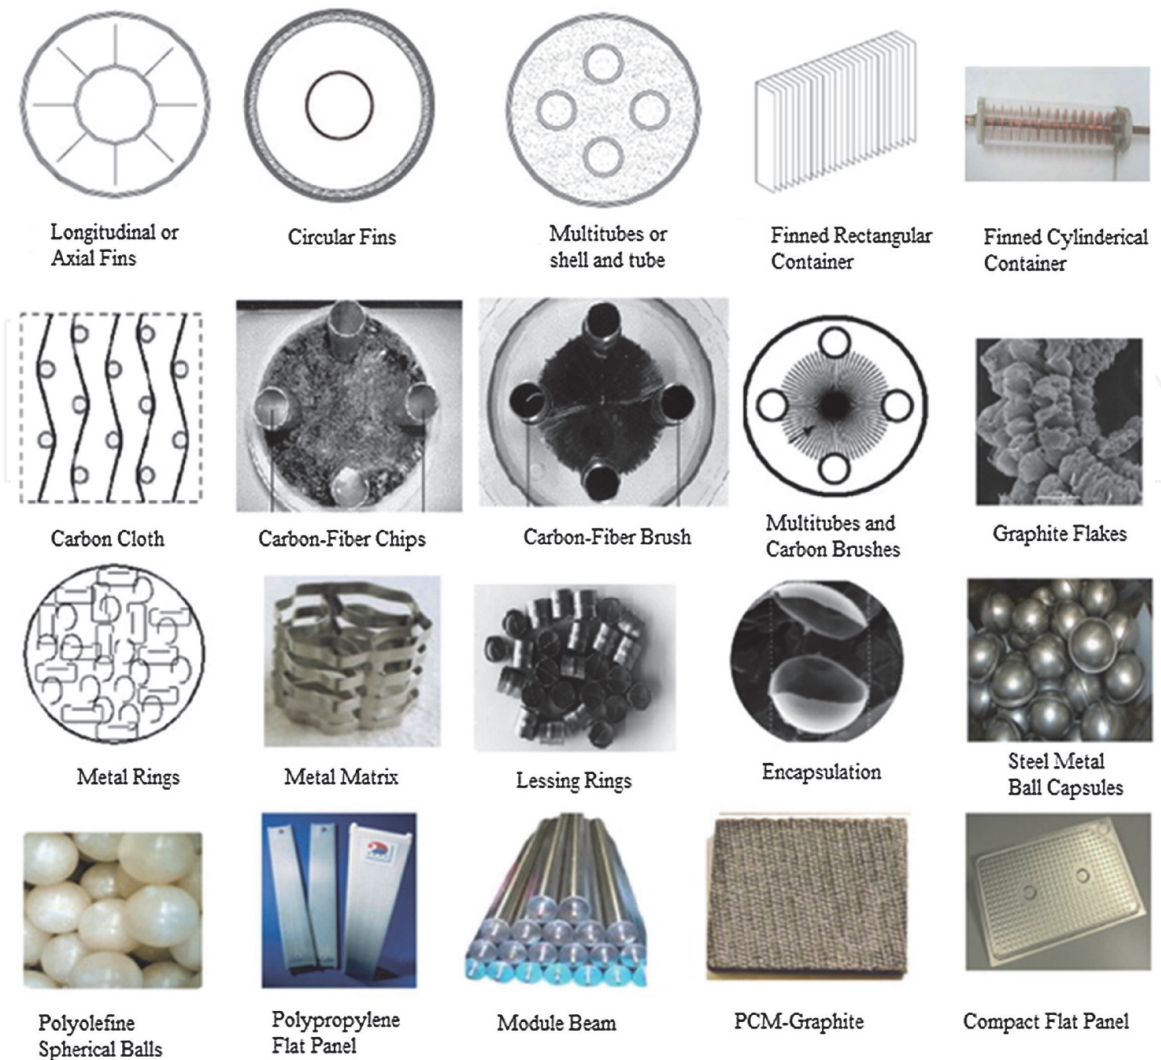 Longitudinal or
Axial Fins
Circular Fins
Multitubes or
shell and tube
Finned Rectangular
Container
Finned Cylinderical
Container
Carbon Cloth
Carbon-Fiber Chips
Carbon-Fiber Brush
Multitubes and
Carbon Brushes
Graphite Flakes
Metal Rings
Metal Matrix
Lessing Rings
Encapsulation
Steel Metal
Ball Capsules
Polyolefine
Spherical Balls
Polypropylene
Flat Panel
Module Beam
PCM-Graphite
Compact Flat Panel